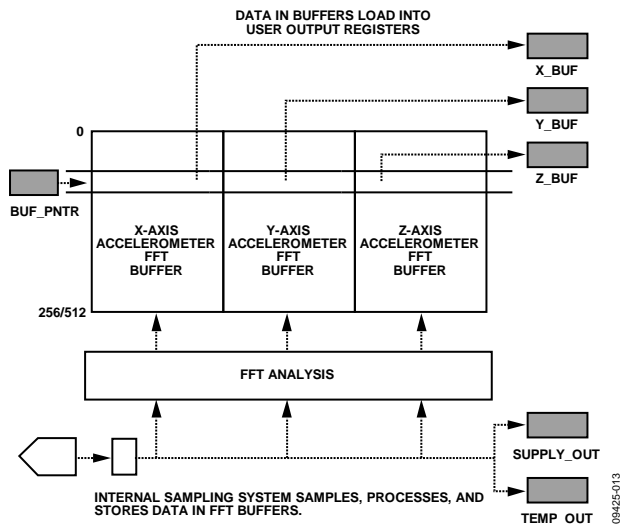 DATA IN BUFFERS LOAD INTO
USER OUTPUT REGISTERS
X_BUF
Y_BUF
Z_BUF
0
BUF_PNTR
X-AXIS
ACCELEROMETER
FFT
BUFFER
Y-AXIS
ACCELEROMETER
FFT
BUFFER
Z-AXIS
ACCELEROMETER
FFT
BUFFER
256/512
FFT ANALYSIS
SUPPLY_OUT
INTERNAL SAMPLING SYSTEM SAMPLES, PROCESSES, AND
STORES DATA IN FFT BUFFERS.
TEMP_OUT
09425-013